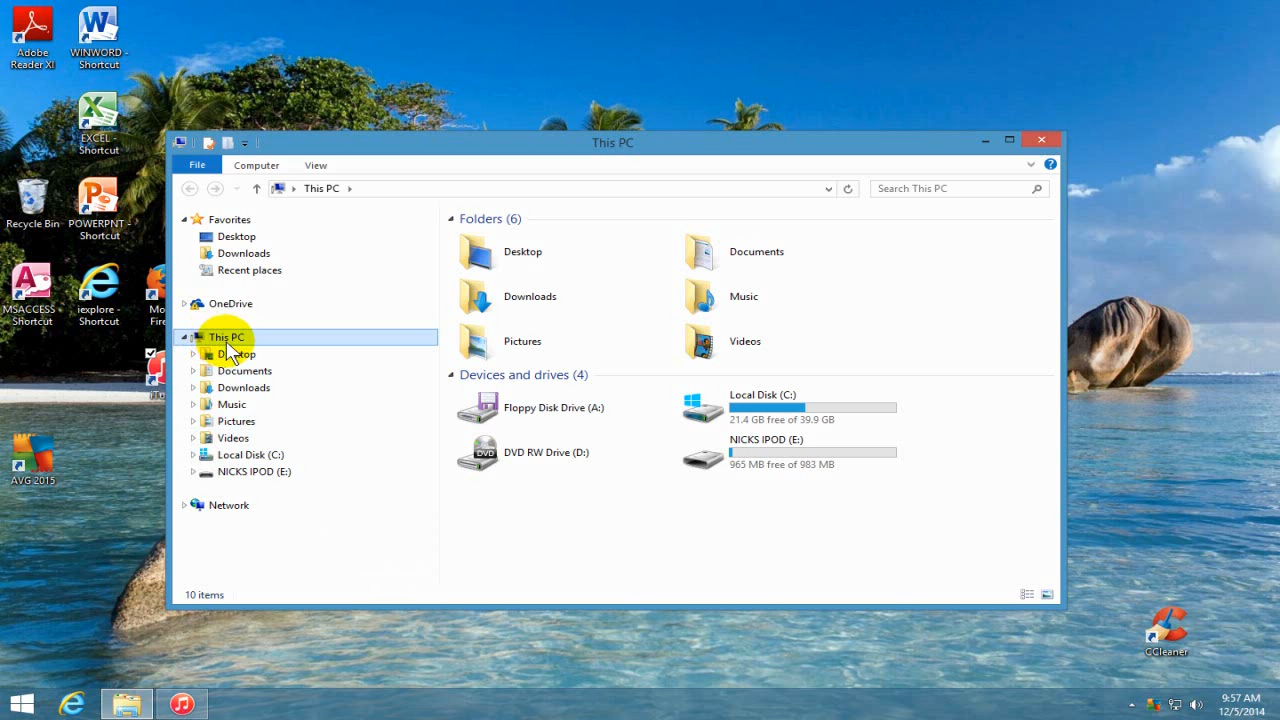 Adobe
Reader XI
WINWORD -
Shortcut
EXCEL -
Shortcut
Recycle Bin
POWERPNT -
Shortcut
MSACCESS
Shortcut
iexplore -
Shortcut
AVG 2015
This PC
File
Computer
View
This PC
Search This PC
Favorites
Desktop
Downloads
Recent places
OneDrive
This PC
Desktop
Documents
Downloads
Music
Pictures
Videos
Local Disk (C:)
NICKS IPOD (E:)
Network
Folders (6)
Desktop
Documents
Downloads
Music
Pictures
Videos
Devices and drives (4)
Floppy Disk Drive (A:)
Local Disk (C:)
21.4 GB free of 39.9 GB
DVD
DVD RW Drive (D:)
NICKS IPOD (E:)
965 MB free of 983 MB
10 items
CCleaner
9:57 AM
12/5/2014